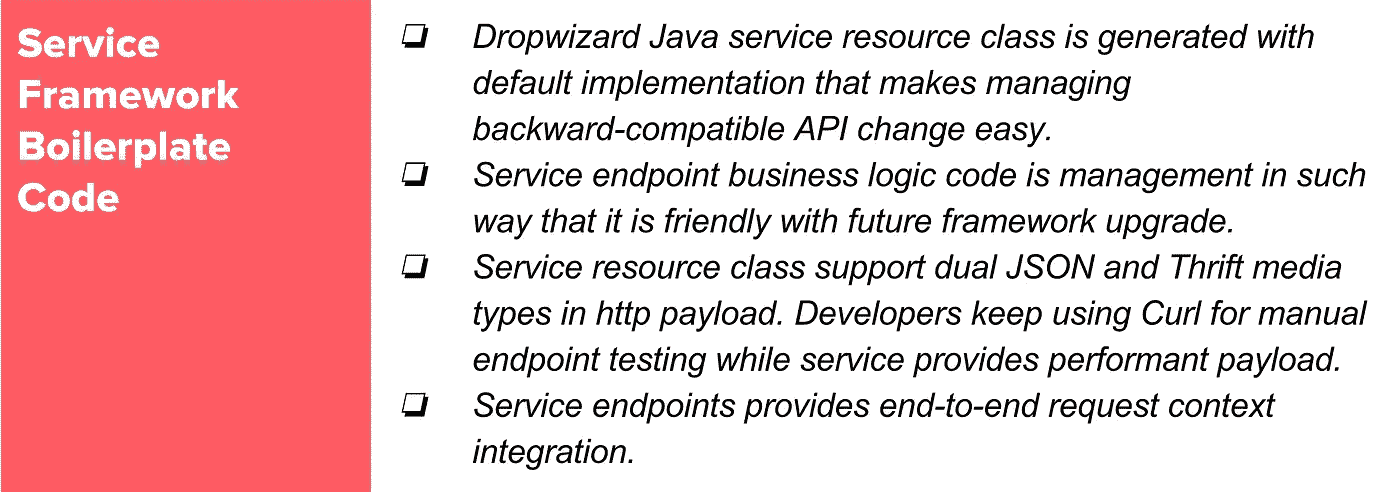 Service
Framework
Boilerplate
Code
❏ Dropwizard Java service resource class is generated with
default implementation that makes managing
backward-compatible API change easy.
❏ Service endpoint business logic code is management in such
way that it is friendly with future framework upgrade.
❏ Service resource class support dual JSON and Thrift media
types in http payload. Developers keep using Curl for manual
endpoint testing while service provides performant payload.
❏ Service endpoints provides end-to-end request context
integration.